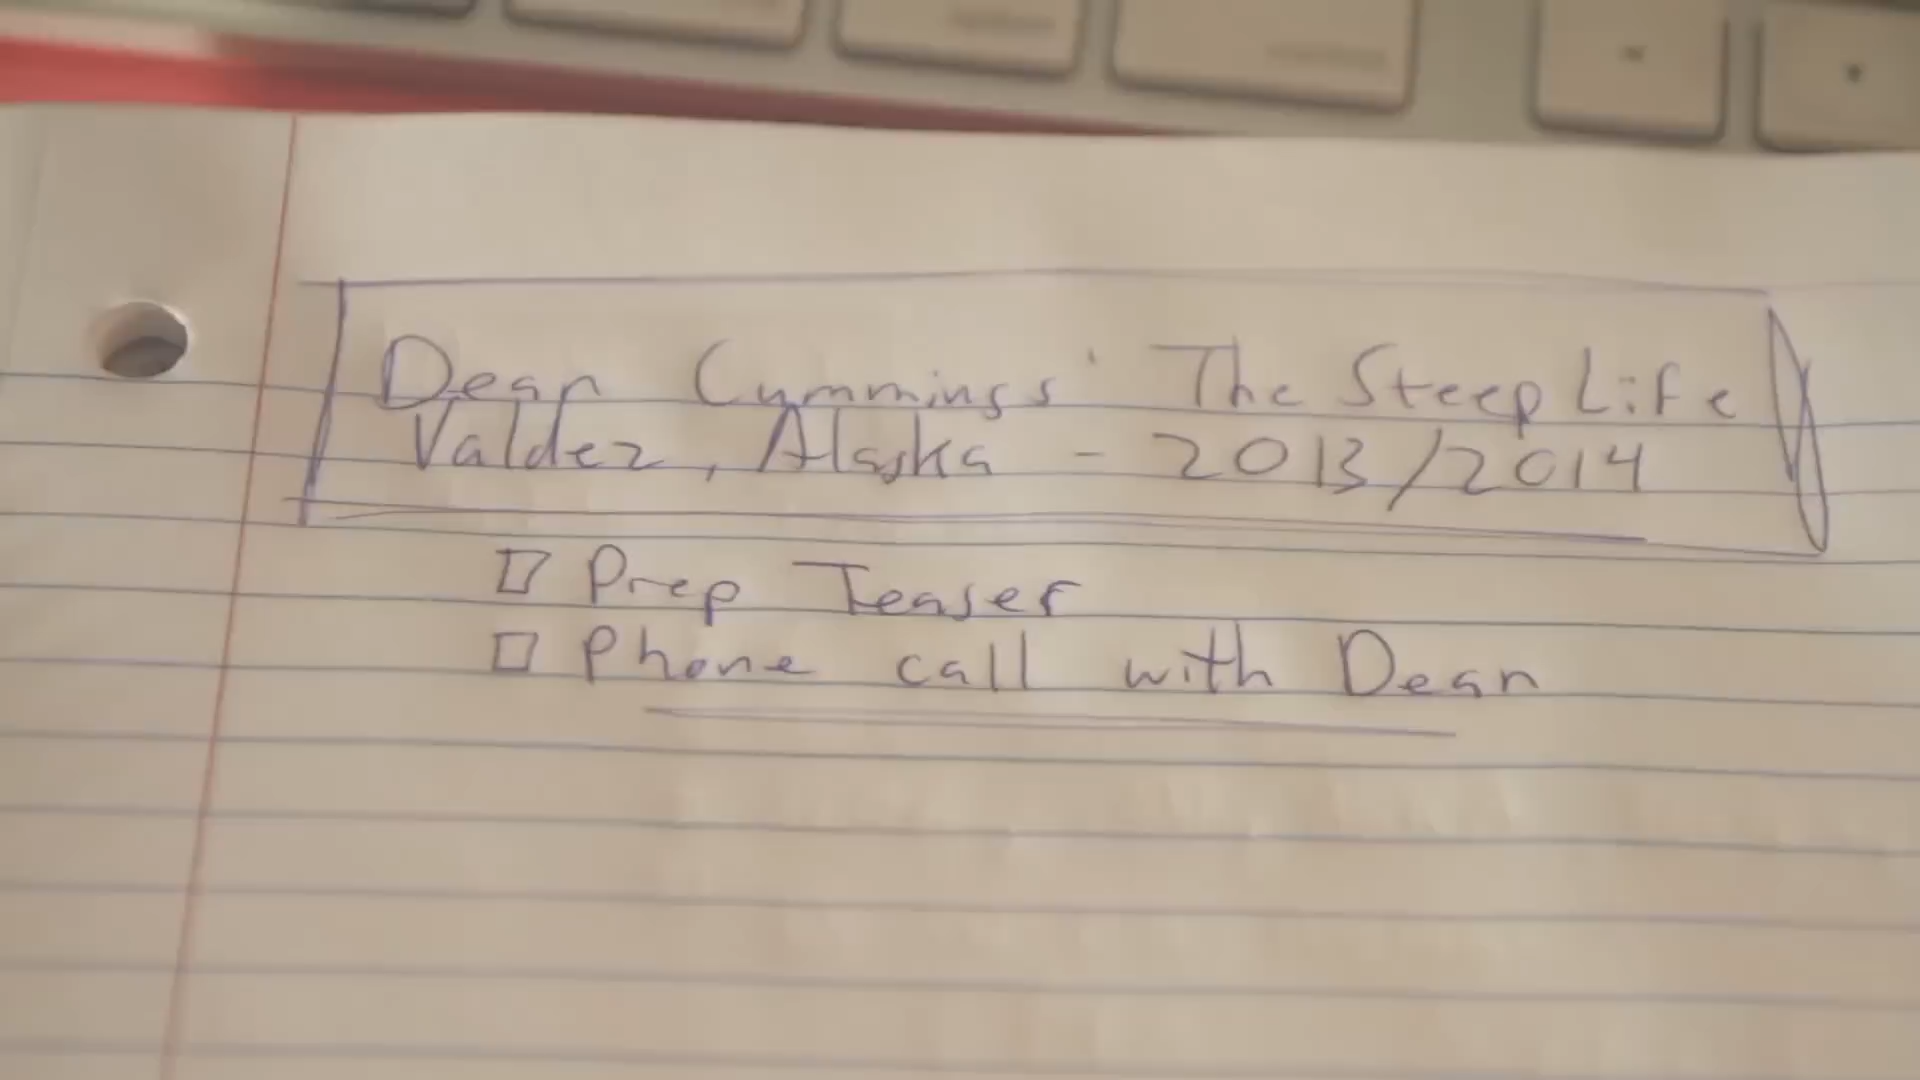 Dean Cummings' The Steep Life
Valdez, Alaska - 2013/2014
Prep Teaser
Phone call with Dean